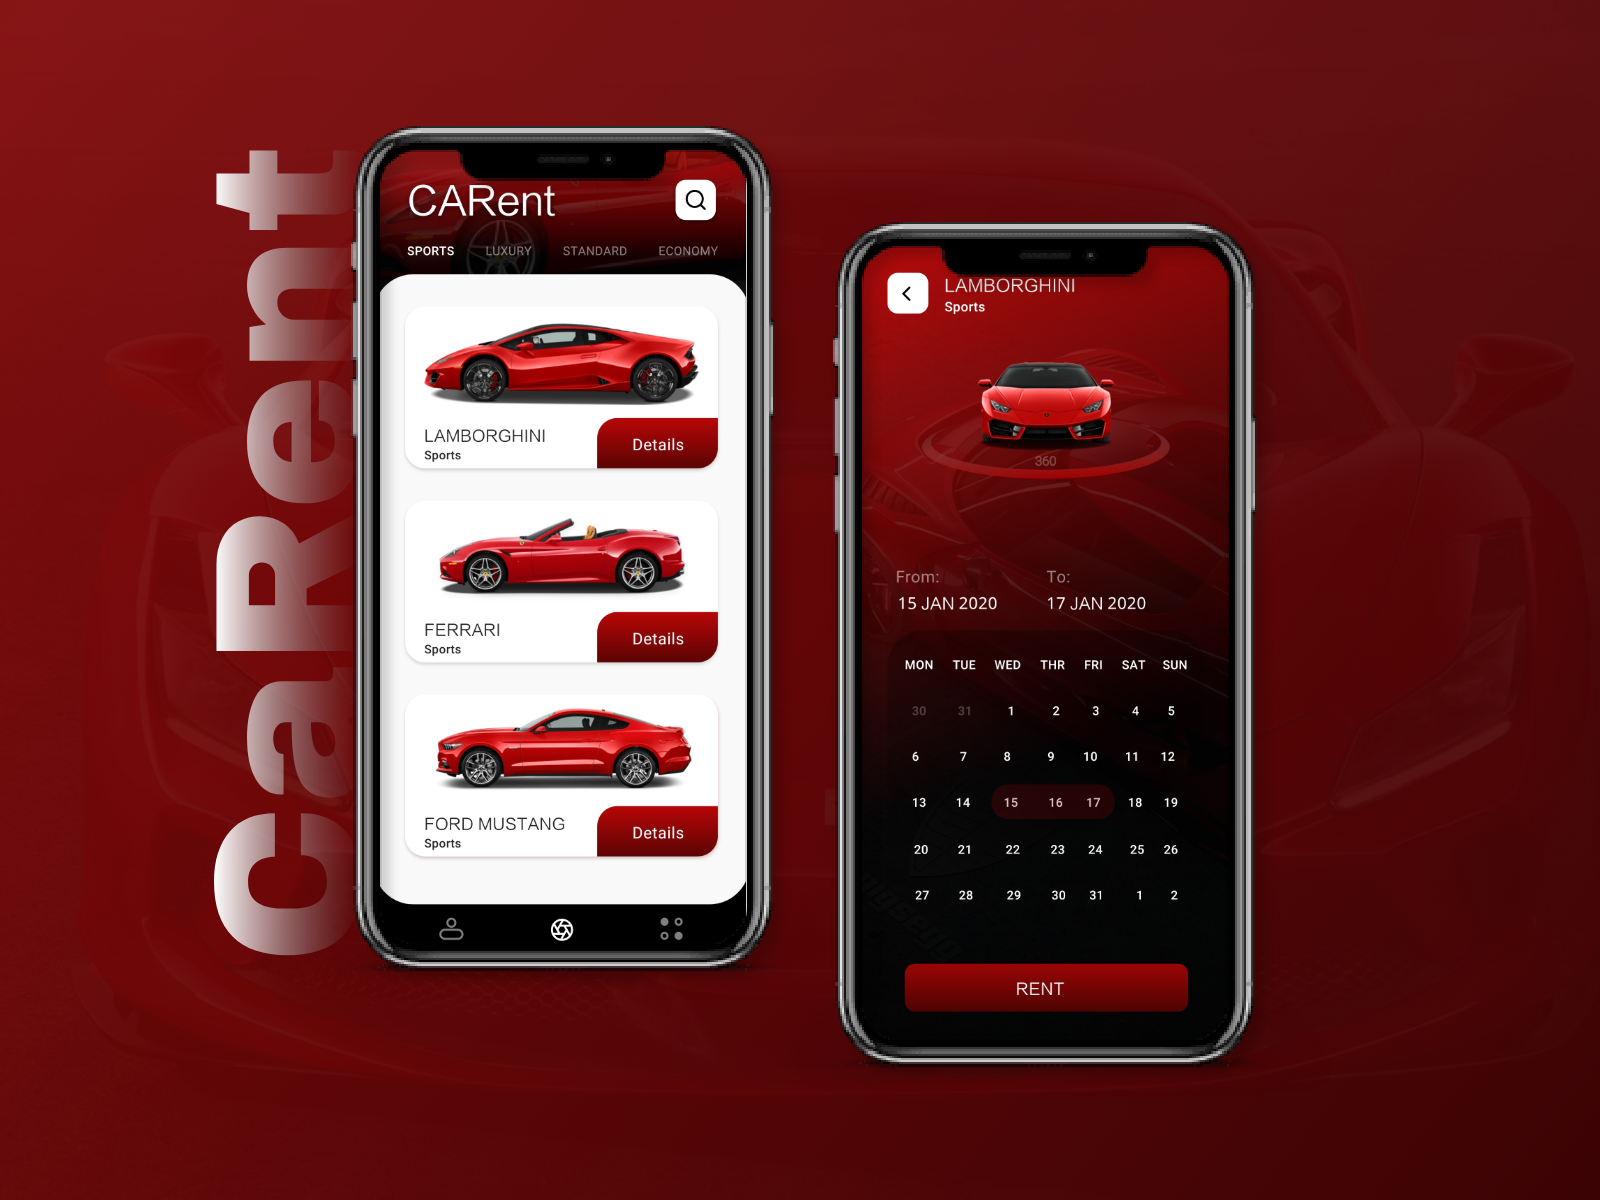 CaRent
CARent
SPORTS LUXURY STANDARD ECONOMY
LAMBORGHINI
Sports
Details
FERRARI
Sports
Details
FORD MUSTANG
Sports
Details
LAMBORGHINI
Sports
360
From: To:
15 JAN 2020 17 JAN 2020
MON TUE WED THR FRI SAT SUN
30 31 1 2 3 4 5
6 7 8 9 10 11 12
13 14 15 16 17 18 19
20 21 22 23 24 25 26
27 28 29 30 31 1 2
RENT